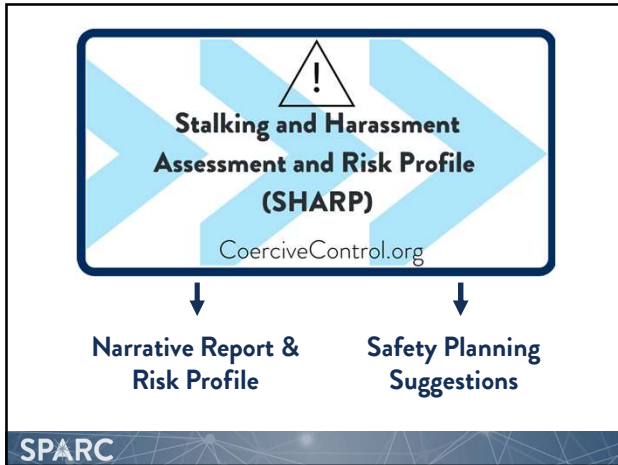 !
Stalking and Harassment
Assessment and Risk Profile
(SHARP)
CoerciveControl.org
Narrative Report &
Risk Profile
Safety Planning
Suggestions
SPARC